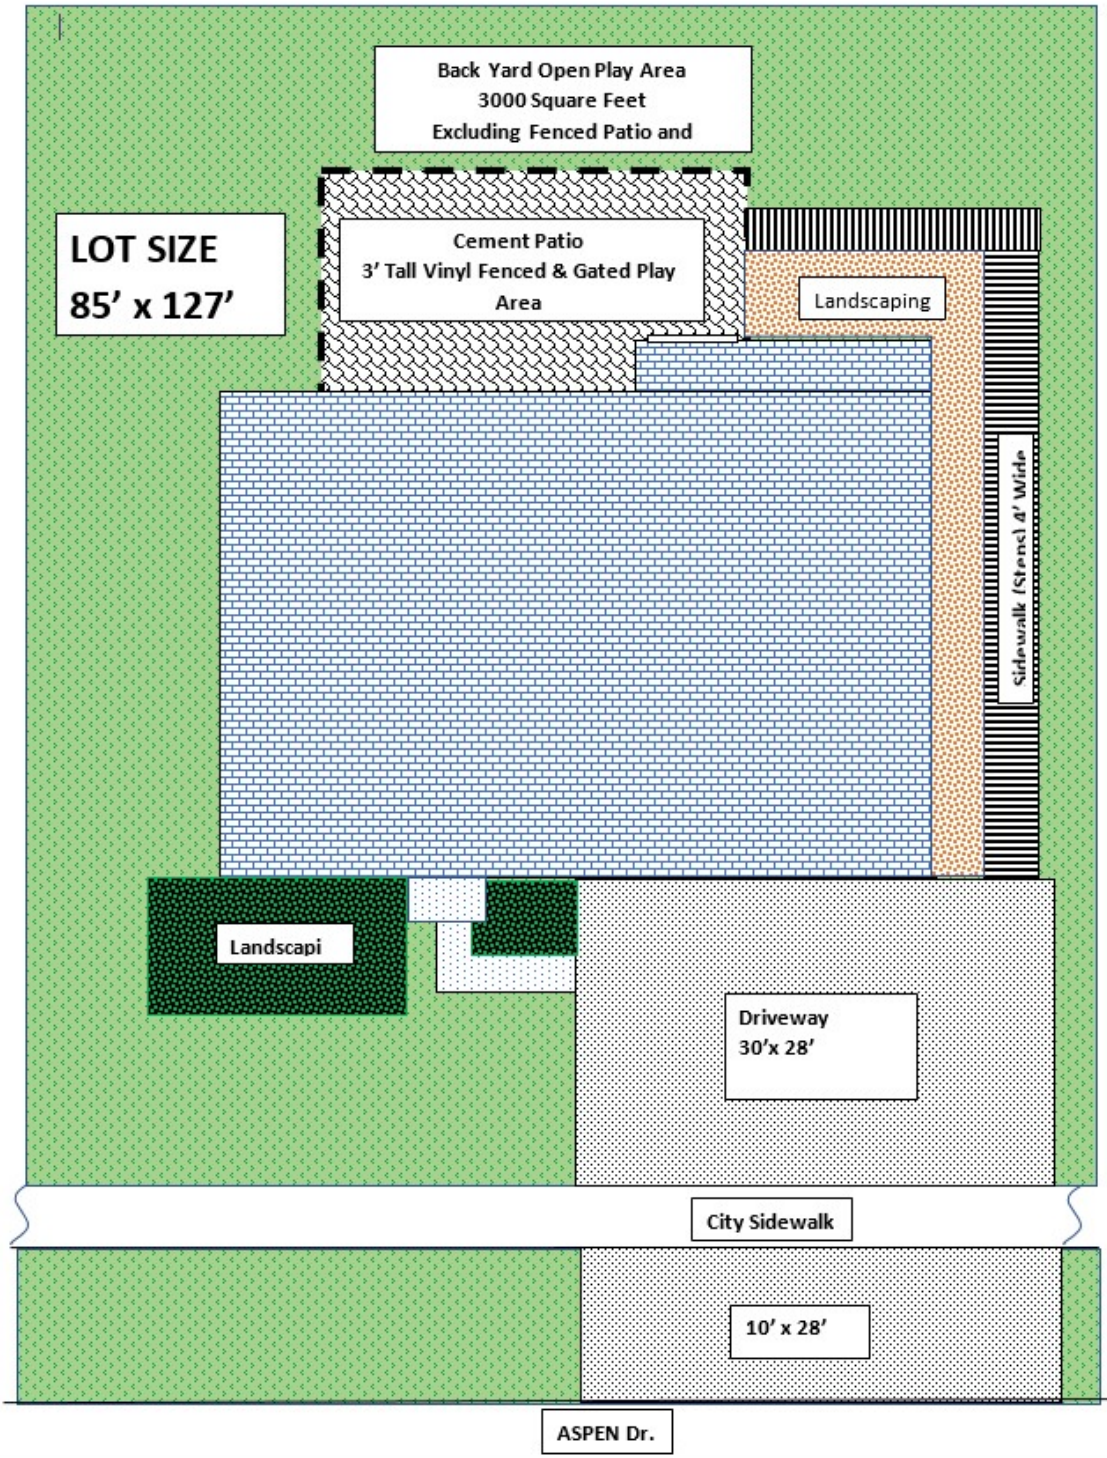 Back Yard Open Play Area
3000 Square Feet
Excluding Fenced Patio and
LOT SIZE
85’ x 127’
Cement Patio
3’ Tall Vinyl Fenced & Gated Play
Area
Landscaping
Sidewalk (Steps) 4’ Wide
Landscapi
Driveway
30’x 28’
City Sidewalk
10’ x 28’
ASPEN Dr.